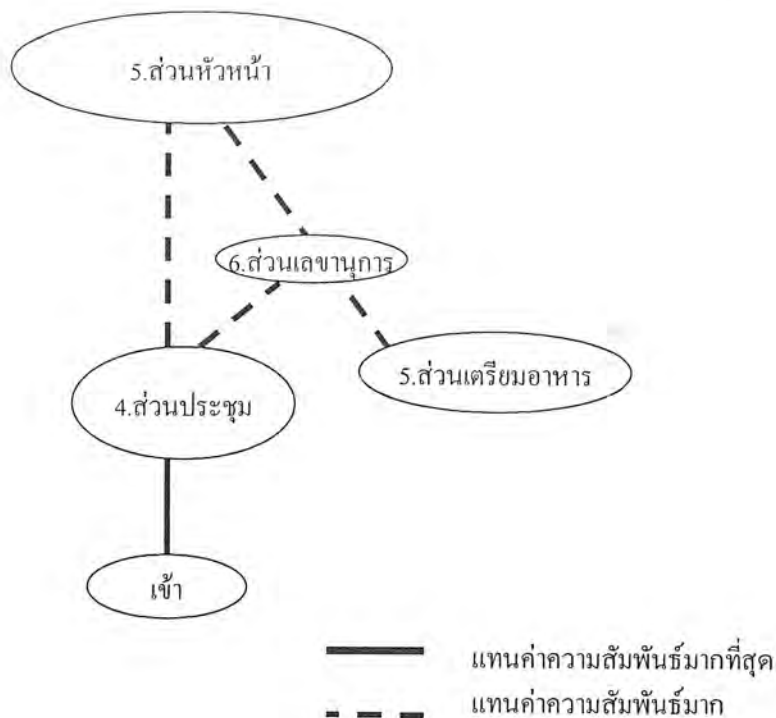 5.ส่วนหัวหน้า
6.ส่วนเลขานุการ
5.ส่วนเตรียมอาหาร
4.ส่วนประชุม
เข้า
แทนค่าความสัมพันธ์มากที่สุด
แทนค่าความสัมพันธ์มาก